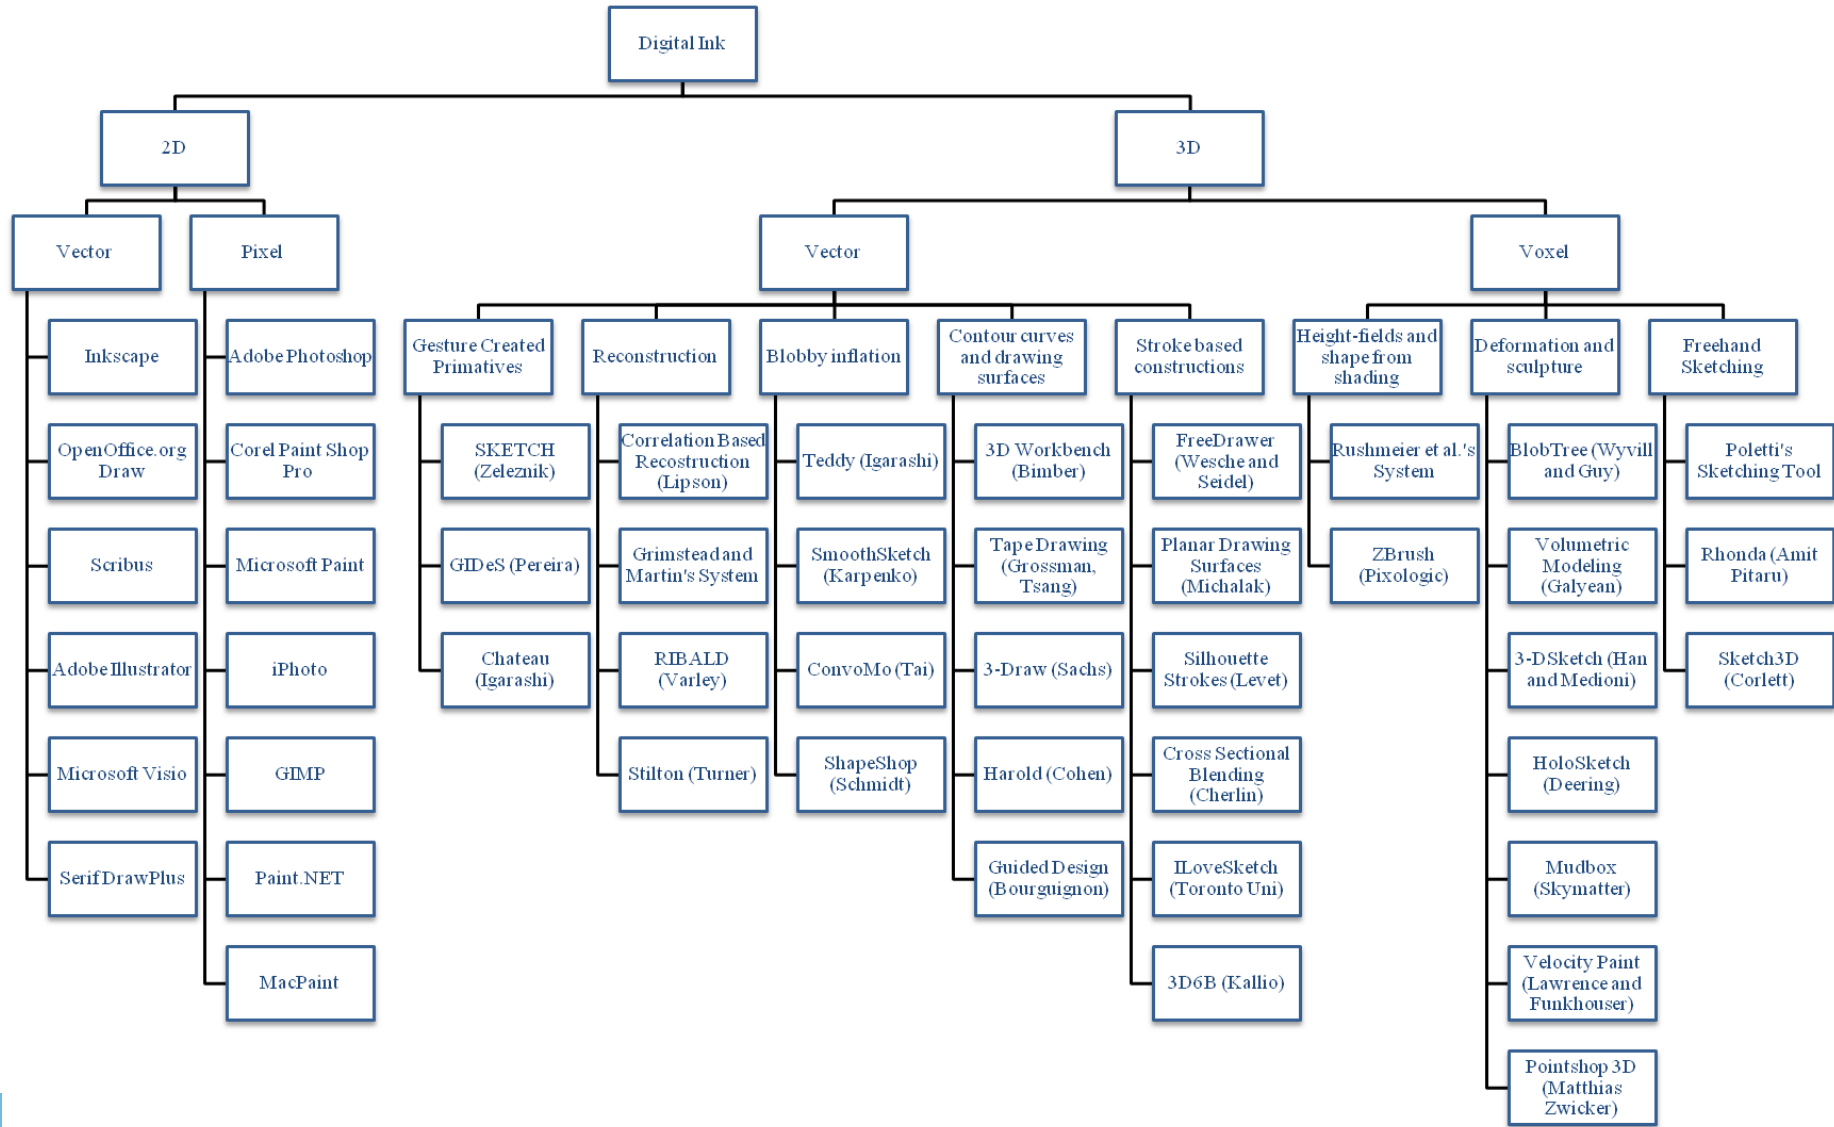 Digital Ink
2D
3D
Vector
Pixel
Vector
Voxel
Inkscape
OpenOffice.org
Draw
Scribus
Adobe Illustrator
Microsoft Visio
Serif DrawPlus
Adobe Photoshop
Corel Paint Shop
Pro
Microsoft Paint
iPhoto
GIMP
Paint.NET
MacPaint
Gesture Created
Primatives
SKETCH
(Zeleznik)
GIDeS (Pereira)
Chateau
(Igarashi)
Reconstruction
Correlation Based
Recostruction
(Lipson)
Grimstead and
Martin's System
RIBALD
(Varley)
Stilton (Turner)
Blobby inflation
Teddy (Igarashi)
SmoothSketch
(Karpenko)
ConvoMo (Tai)
ShapeShop
(Schmidt)
Contour curves
and drawing
surfaces
3D Workbench
(Bimber)
Tape Drawing
(Grossman,
Tsang)
3-Draw (Sachs)
Harold (Cohen)
Guided Design
(Bourguignon)
Stroke based
constructions
FreeDrawer
(Wesche and
Seidel)
Planar Drawing
Surfaces
(Michalak)
Silhouette
Strokes (Levet)
Cross Sectional
Blending
(Cherlin)
ILoveSketch
(Toronto Uni)
3D6B (Kallio)
Height-fields and
shape from
shading
Rushmeier et al.'s
System
ZBrush
(Pixologic)
Deformation and
sculpture
BlobTree (Wyvill
and Guy)
Volumetric
Modeling
(Galyean)
3-DSketch (Han
and Medioni)
HoloSketch
(Deering)
Mudbox
(Skymatter)
Velocity Paint
(Lawrence and
Funkhouser)
Pointshop 3D
(Matthias
Zwicker)
Freehand
Sketching
Poletti's
Sketching Tool
Rhonda (Amit
Pitaru)
Sketch3D
(Corlett)